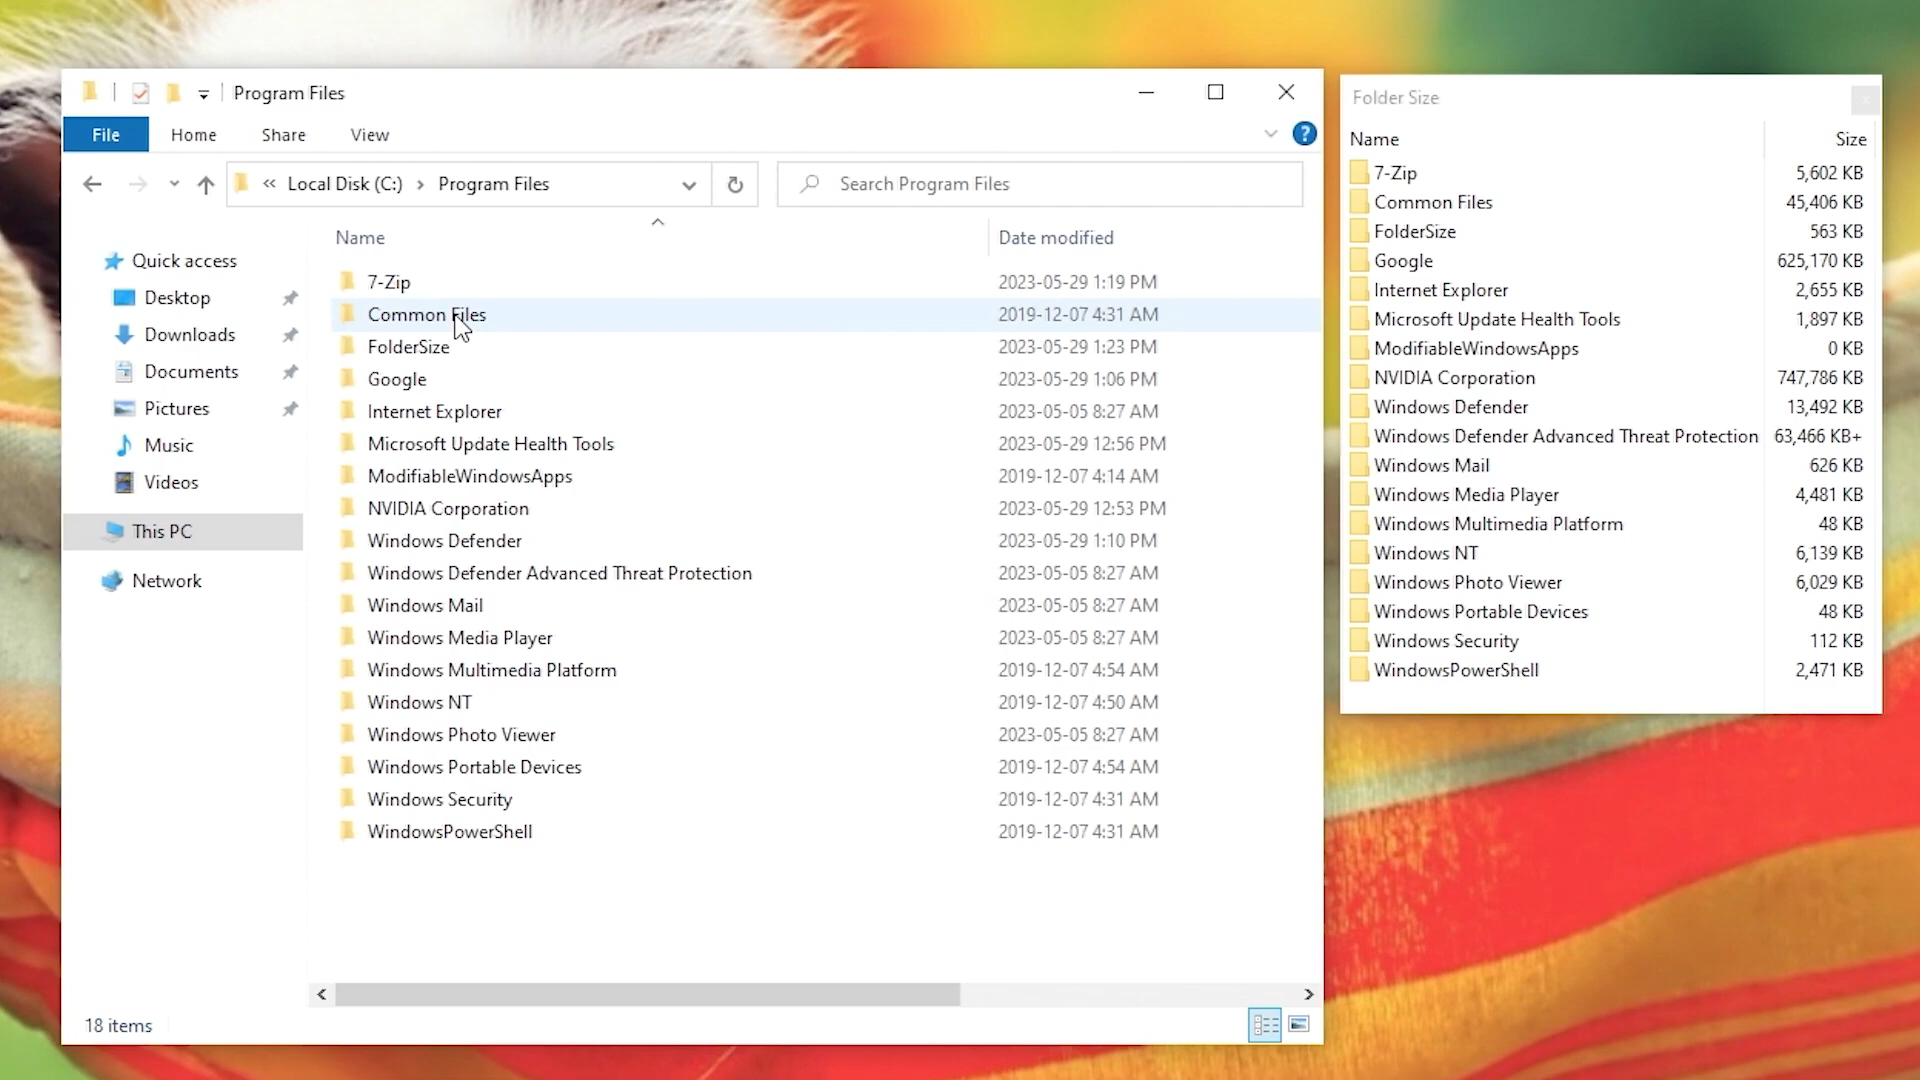 Program Files
File Home Share View ?
« Local Disk (C:) › Program Files
Search Program Files
Quick access
Desktop
Downloads
Documents
Pictures
Music
Videos
This PC
Network
Name Date modified
7-Zip 2023-05-29 1:19 PM
Common Files 2019-12-07 4:31 AM
FolderSize 2023-05-29 1:23 PM
Google 2023-05-29 1:06 PM
Internet Explorer 2023-05-05 8:27 AM
Microsoft Update Health Tools 2023-05-29 12:56 PM
ModifiableWindowsApps 2019-12-07 4:14 AM
NVIDIA Corporation 2023-05-29 12:53 PM
Windows Defender 2023-05-29 1:10 PM
Windows Defender Advanced Threat Protection 2023-05-05 8:27 AM
Windows Mail 2023-05-05 8:27 AM
Windows Media Player 2023-05-05 8:27 AM
Windows Multimedia Platform 2019-12-07 4:54 AM
Windows NT 2019-12-07 4:50 AM
Windows Photo Viewer 2023-05-05 8:27 AM
Windows Portable Devices 2019-12-07 4:54 AM
Windows Security 2019-12-07 4:31 AM
WindowsPowerShell 2019-12-07 4:31 AM
18 items
Folder Size
Name Size
7-Zip 5,602 KB
Common Files 45,406 KB
FolderSize 563 KB
Google 625,170 KB
Internet Explorer 2,655 KB
Microsoft Update Health Tools 1,897 KB
ModifiableWindowsApps 0 KB
NVIDIA Corporation 747,786 KB
Windows Defender 13,492 KB
Windows Defender Advanced Threat Protection 63,466 KB+
Windows Mail 626 KB
Windows Media Player 4,481 KB
Windows Multimedia Platform 48 KB
Windows NT 6,139 KB
Windows Photo Viewer 6,029 KB
Windows Portable Devices 48 KB
Windows Security 112 KB
WindowsPowerShell 2,471 KB